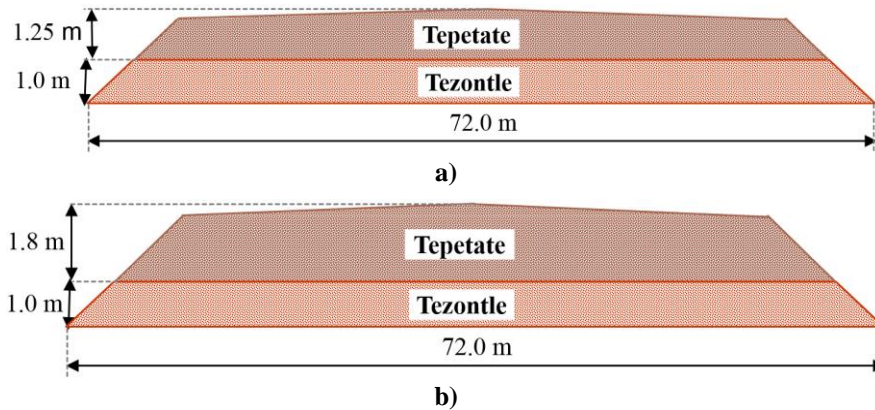 1.25 m
Tepetate
1.0 m
Tezontle
72.0 m
a)
1.8 m
Tepetate
1.0 m
Tezontle
72.0 m
b)